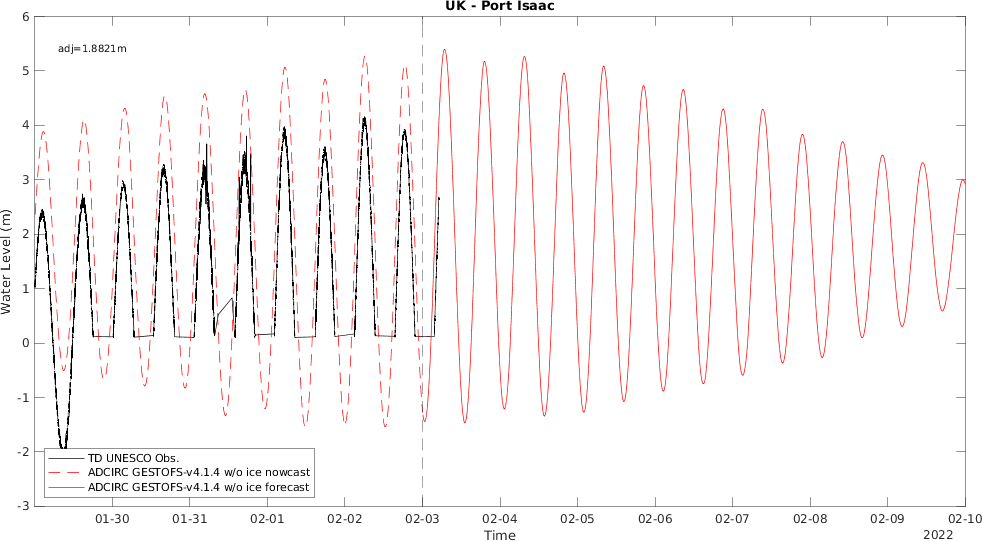 UK - Port Isaac
adj=1.8821m
Water Level (m)
6
5
4
3
2
1
0
-1
-2
-3
TD UNESCO Obs.
ADCIRC GESTOFS-v4.1.4 w/o ice nowcast
ADCIRC GESTOFS-v4.1.4 w/o ice forecast
01-30 01-31 02-01 02-02 02-03 02-04 02-05 02-06 02-07 02-08 02-09 02-10
Time
2022